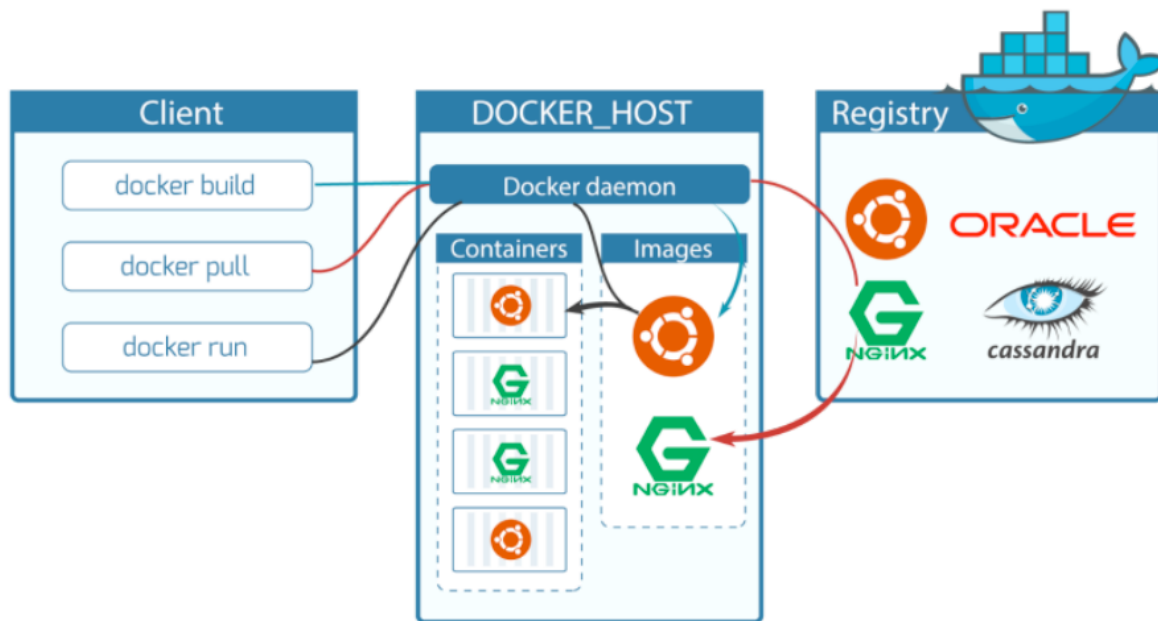 Client
docker build
docker pull
docker run
DOCKER_HOST
Docker daemon
Containers
NGINX
NGINX
Images
NGINX
Registry
ORACLE
NGINX
cassandra